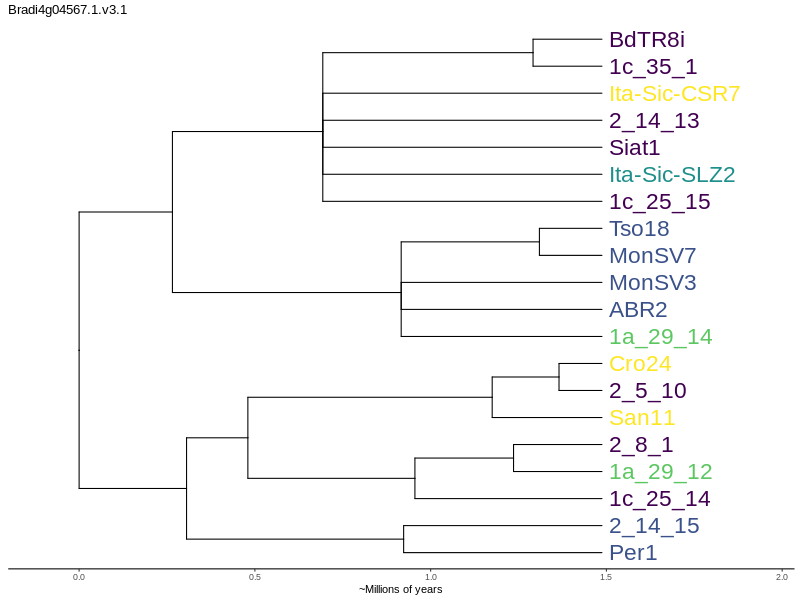 Bradi4g04567.1.v3.1
BdTR8i
1c_35_1
Ita-Sic-CSR7
2_14_13
Siat1
Ita-Sic-SLZ2
1c_25_15
Tso18
MonSV7
MonSV3
ABR2
1a_29_14
Cro24
2_5_10
San11
2_8_1
1a_29_12
1c_25_14
2_14_15
Per1
0.0 0.5 1.0 1.5 2.0
~Millions of years